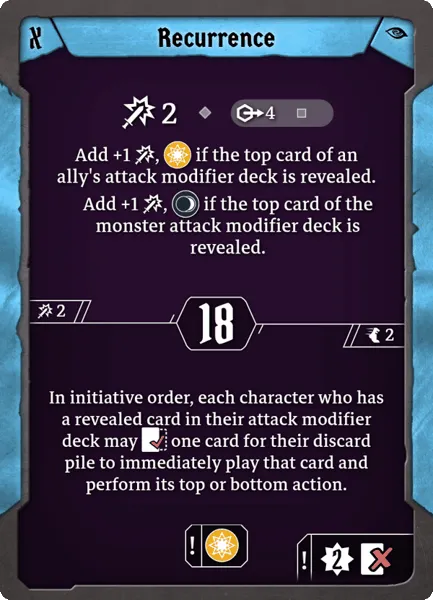 Recurrence
2 4
Add +1 , if the top card of an
ally's attack modifier deck is revealed.
Add +1 , if the top card of the
monster attack modifier deck is
revealed.
2
18
2
In initiative order, each character who has
a revealed card in their attack modifier
deck may one card for their discard
pile to immediately play that card and
perform its top or bottom action.
!
! 2